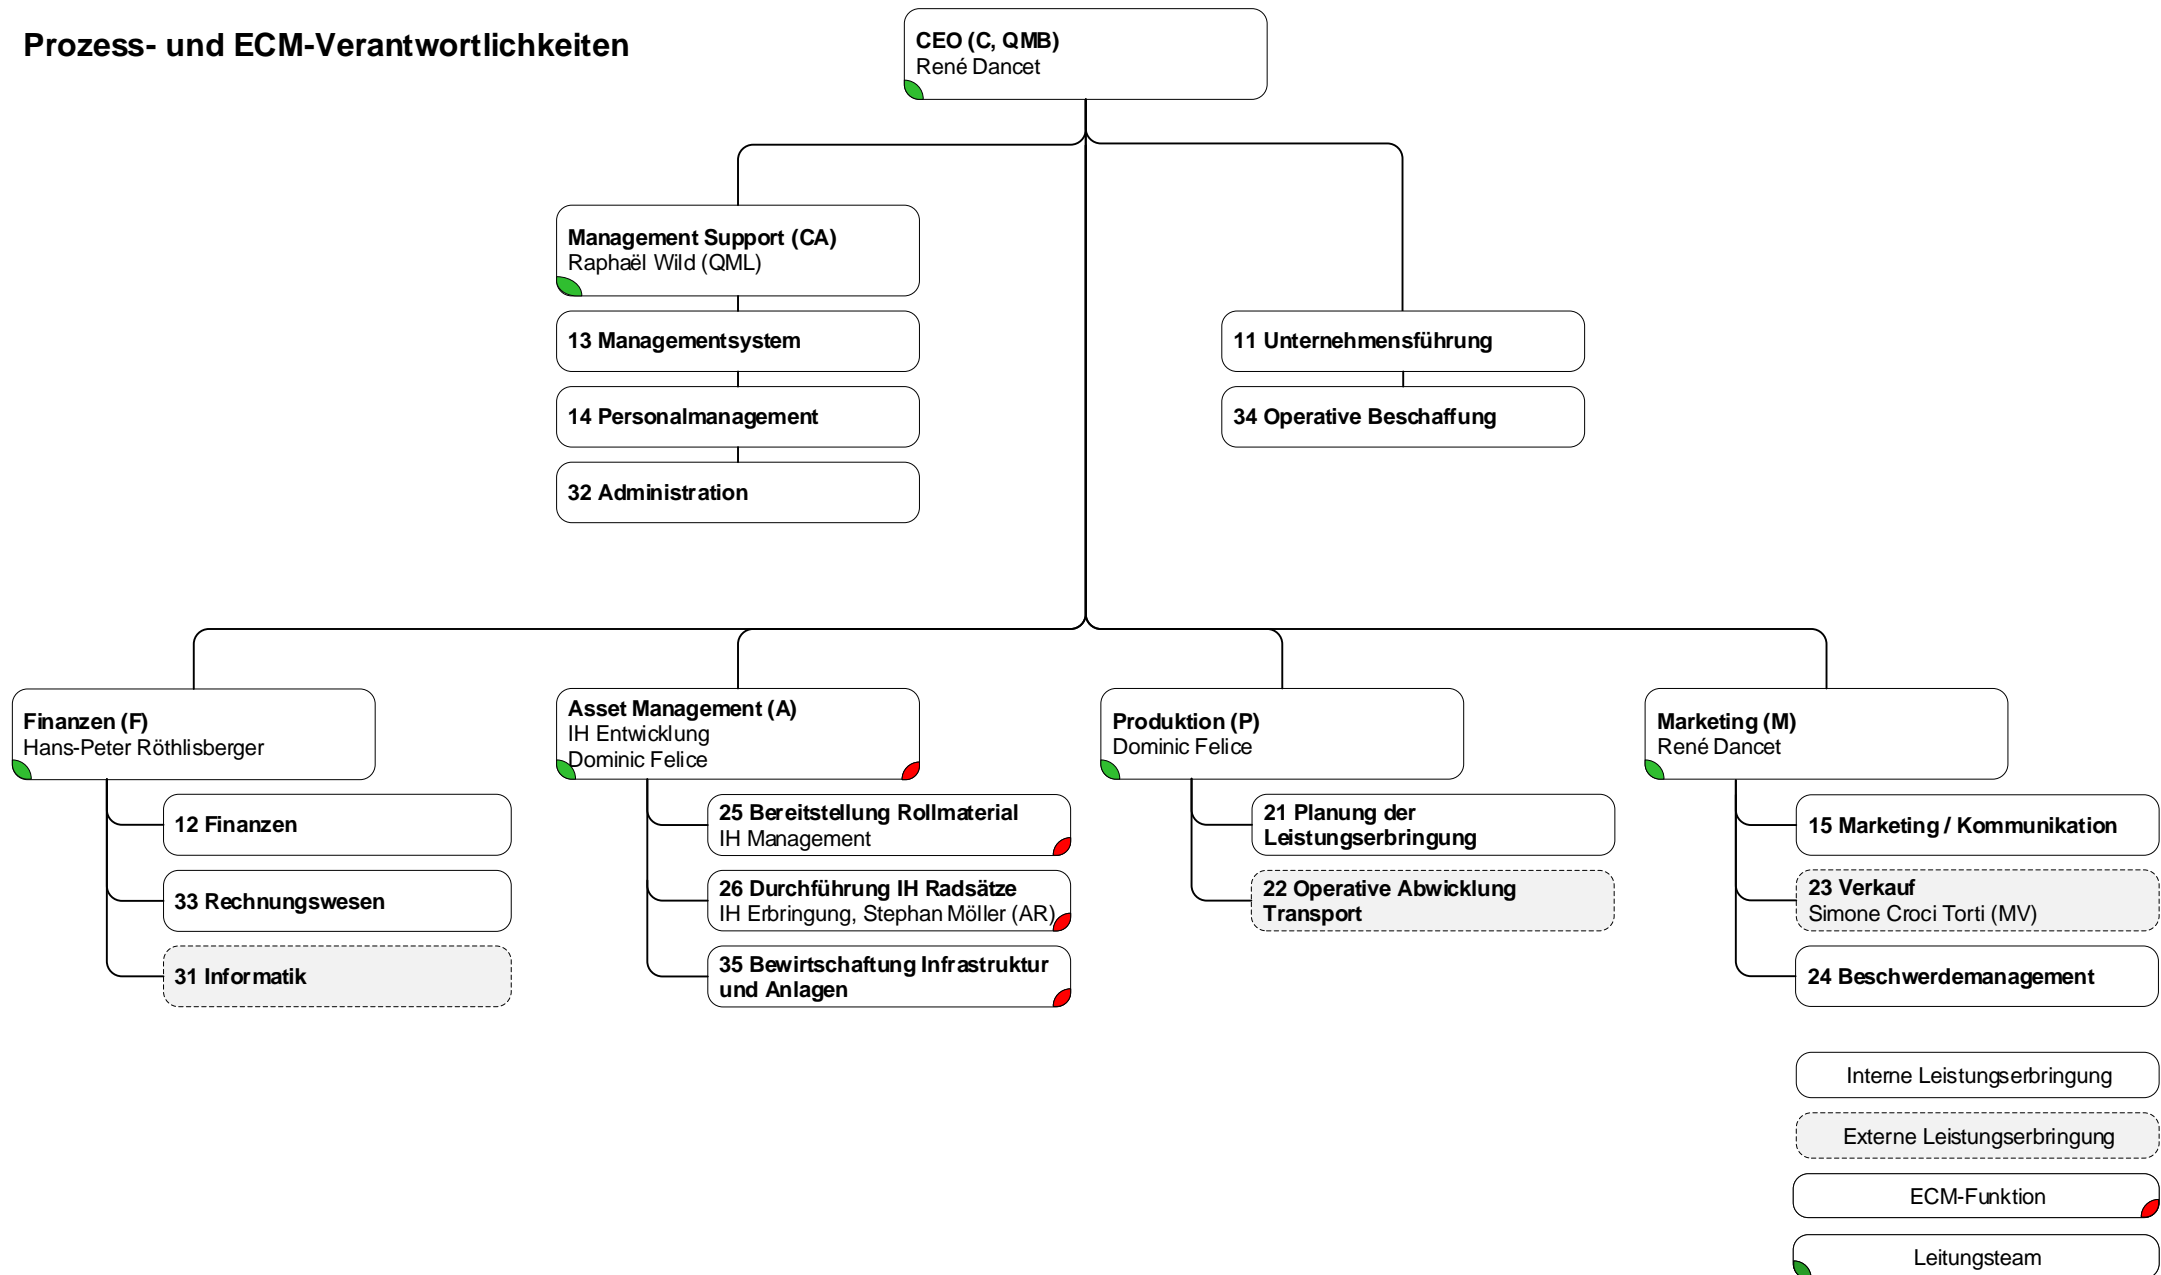 Prozess- und ECM-Verantwortlichkeiten
CEO (C, QMB)
René Dancet
Management Support (CA)
Raphaël Wild (QML)
13 Managementsystem
14 Personalmanagement
32 Administration
11 Unternehmensführung
34 Operative Beschaffung
Finanzen (F)
Hans-Peter Röthlisberger
12 Finanzen
33 Rechnungswesen
31 Informatik
Asset Management (A)
IH Entwicklung
Dominic Felice
25 Bereitstellung Rollmaterial
IH Management
26 Durchführung IH Radsätze
IH Erbringung, Stephan Möller (AR)
35 Bewirtschaftung Infrastruktur
und Anlagen
Produktion (P)
Dominic Felice
21 Planung der
Leistungserbringung
22 Operative Abwicklung
Transport
Marketing (M)
René Dancet
15 Marketing / Kommunikation
23 Verkauf
Simone Croci Torti (MV)
24 Beschwerdemanagement
Interne Leistungserbringung
Externe Leistungserbringung
ECM-Funktion
Leitungsteam